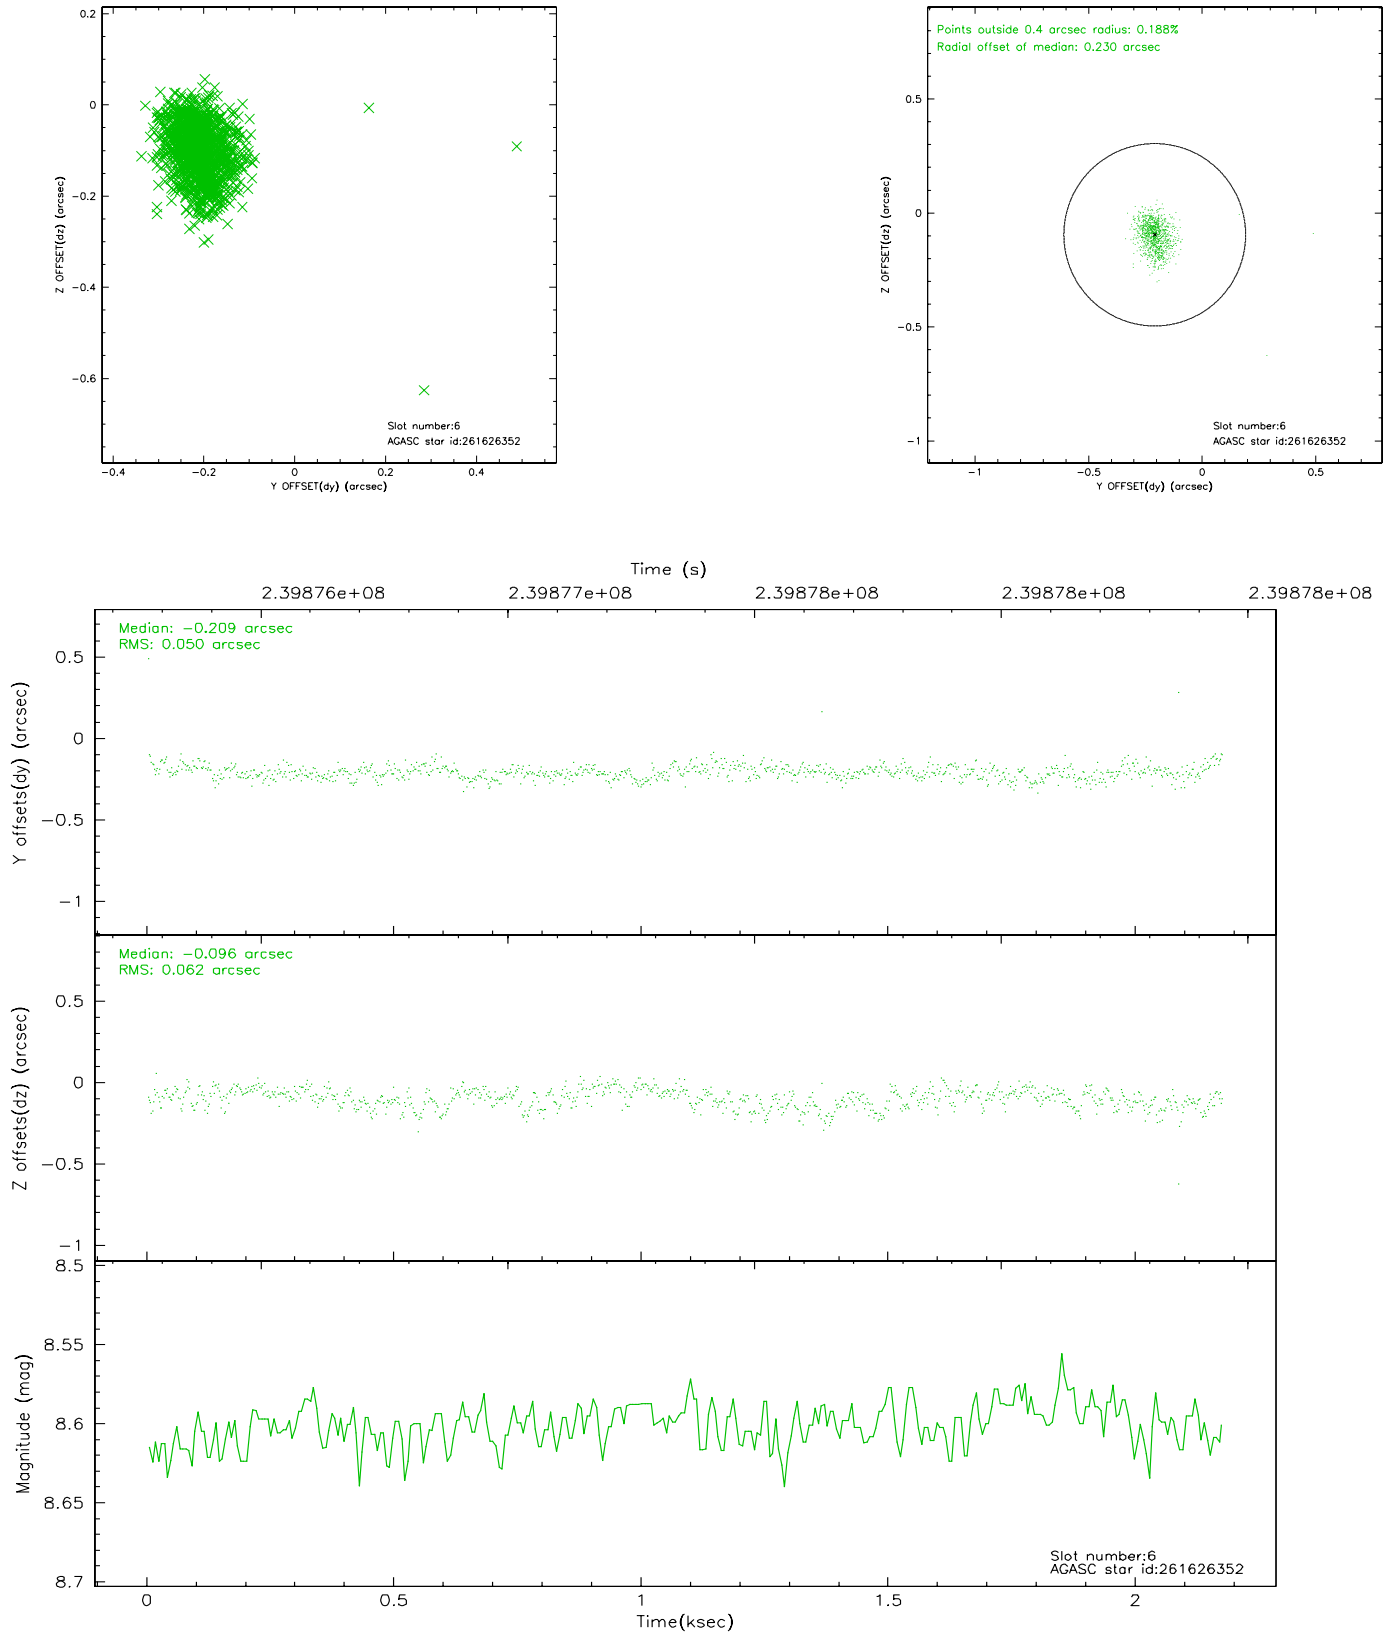 0.2
0
-0.2
-0.4
-0.6
Z OFFSET(dz) (arcsec)
Slot number:6
AGASC star id:261626352
-0.4 -0.2 0 0.2 0.4
Y OFFSET(dy) (arcsec)
Points outside 0.4 arcsec radius: 0.188%
Radial offset of median: 0.230 arcsec
0.5
0
-0.5
-1
Z OFFSET(dz) (arcsec)
Slot number:6
AGASC star id:261626352
-1 -0.5 0 0.5
Y OFFSET(dy) (arcsec)
Time (s)
2.39876e+08 2.39877e+08 2.39878e+08 2.39878e+08 2.39878e+08
Median: -0.209 arcsec
RMS: 0.050 arcsec
0.5
0
-0.5
-1
Y offsets(dy) (arcsec)
Median: -0.096 arcsec
RMS: 0.062 arcsec
0.5
0
-0.5
-1
Z offsets(dz) (arcsec)
8.5
8.55
8.6
8.65
8.7
Magnitude (mag)
Slot number:6
AGASC star id:261626352
0 0.5 1 1.5 2
Time(ksec)